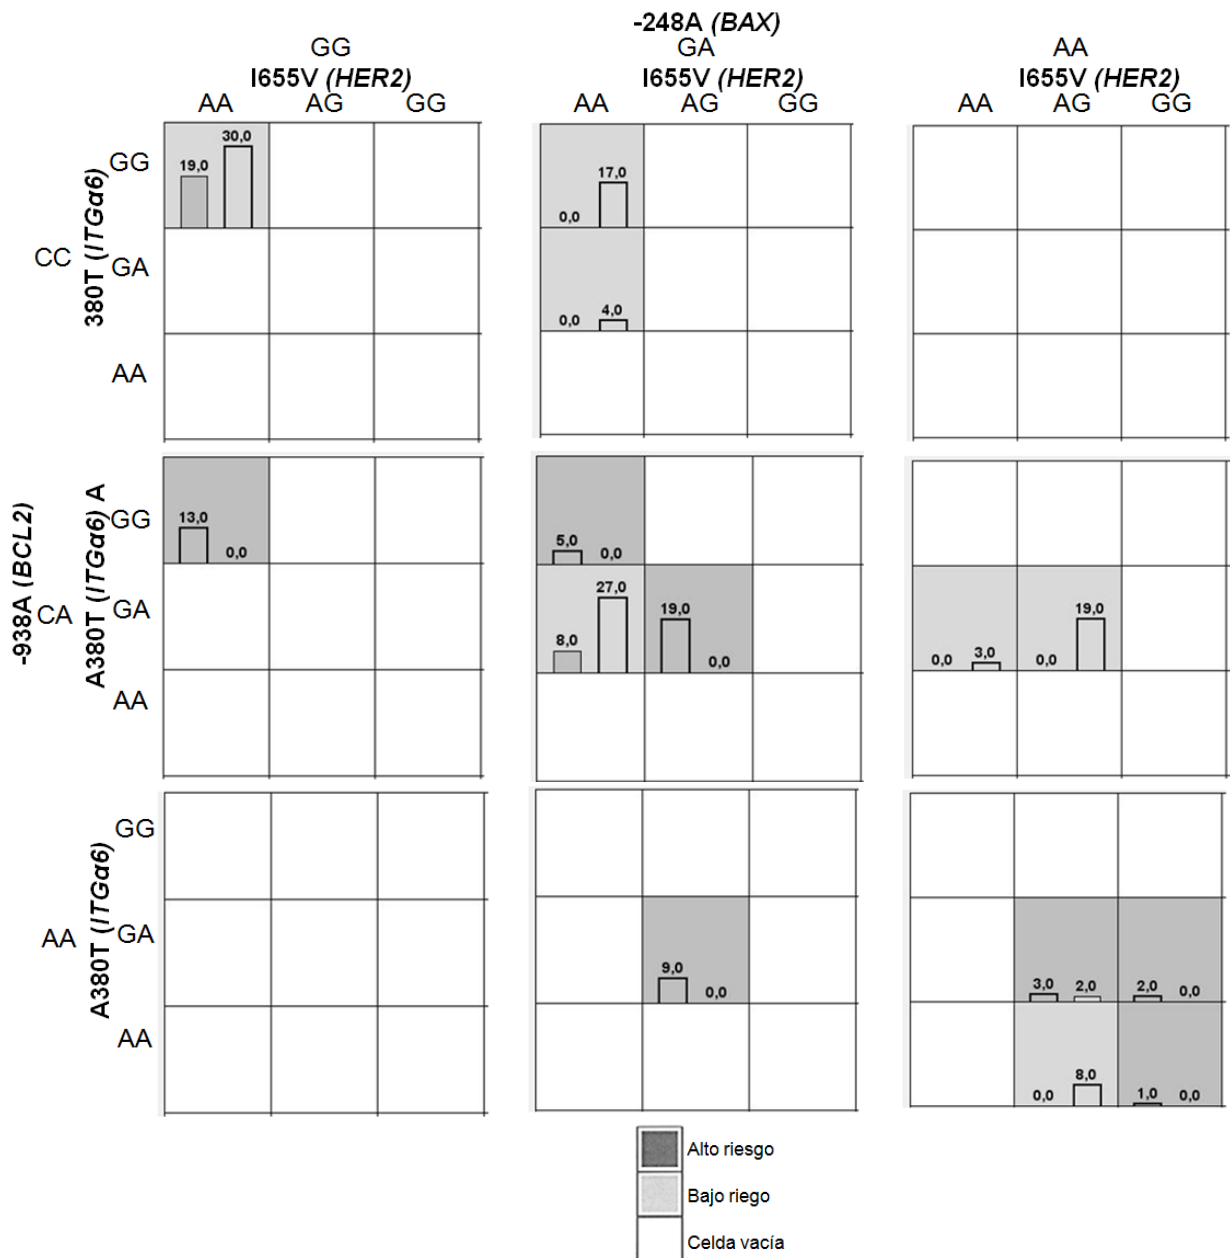 -248A (BAX)
GG GA AA
I655V (HER2) I655V (HER2) I655V (HER2)
AA AG GG AA AG GG AA AG GG
-938A (BCL2)
CC
380T (ITGα6)
GG
GA
AA
19,0 30,0
0,0 17,0
0,0 4,0
CA
A380T (ITGα6) A
GG
GA
AA
13,0 0,0
5,0 0,0
8,0 27,0 19,0 0,0
0,0 3,0 0,0 19,0
AA
A380T (ITGα6)
GG
GA
AA
9,0 0,0
3,0 2,0 2,0 0,0
0,0 8,0 1,0 0,0
Alto riesgo
Bajo riego
Celda vacía